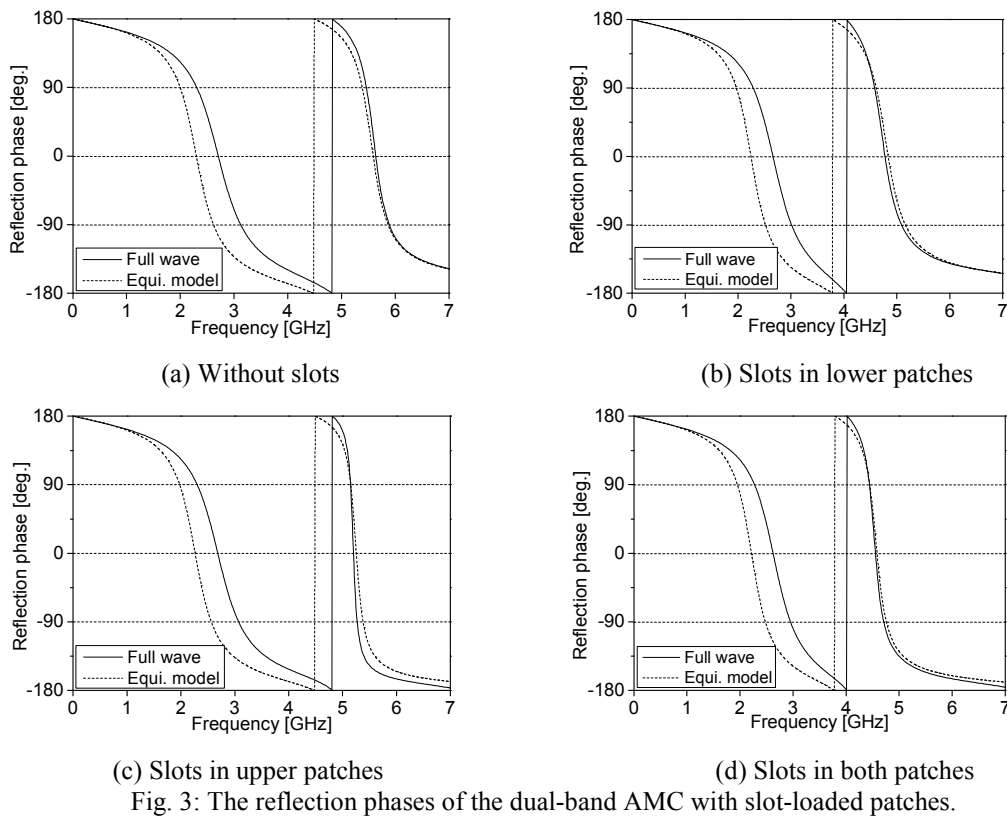 180
90
0
-90
-180
Reflection phase [deg.]
Full wave
Equi. model
0 1 2 3 4 5 6 7
Frequency [GHz]
(a) Without slots
180
90
0
-90
-180
Reflection phase [deg.]
Full wave
Equi. model
0 1 2 3 4 5 6 7
Frequency [GHz]
(b) Slots in lower patches
180
90
0
-90
-180
Reflection phase [deg.]
Full wave
Equi. model
0 1 2 3 4 5 6 7
Frequency [GHz]
(c) Slots in upper patches
180
90
0
-90
-180
Reflection phase [deg.]
Full wave
Equi. model
0 1 2 3 4 5 6 7
Frequency [GHz]
(d) Slots in both patches
Fig. 3: The reflection phases of the dual-band AMC with slot-loaded patches.